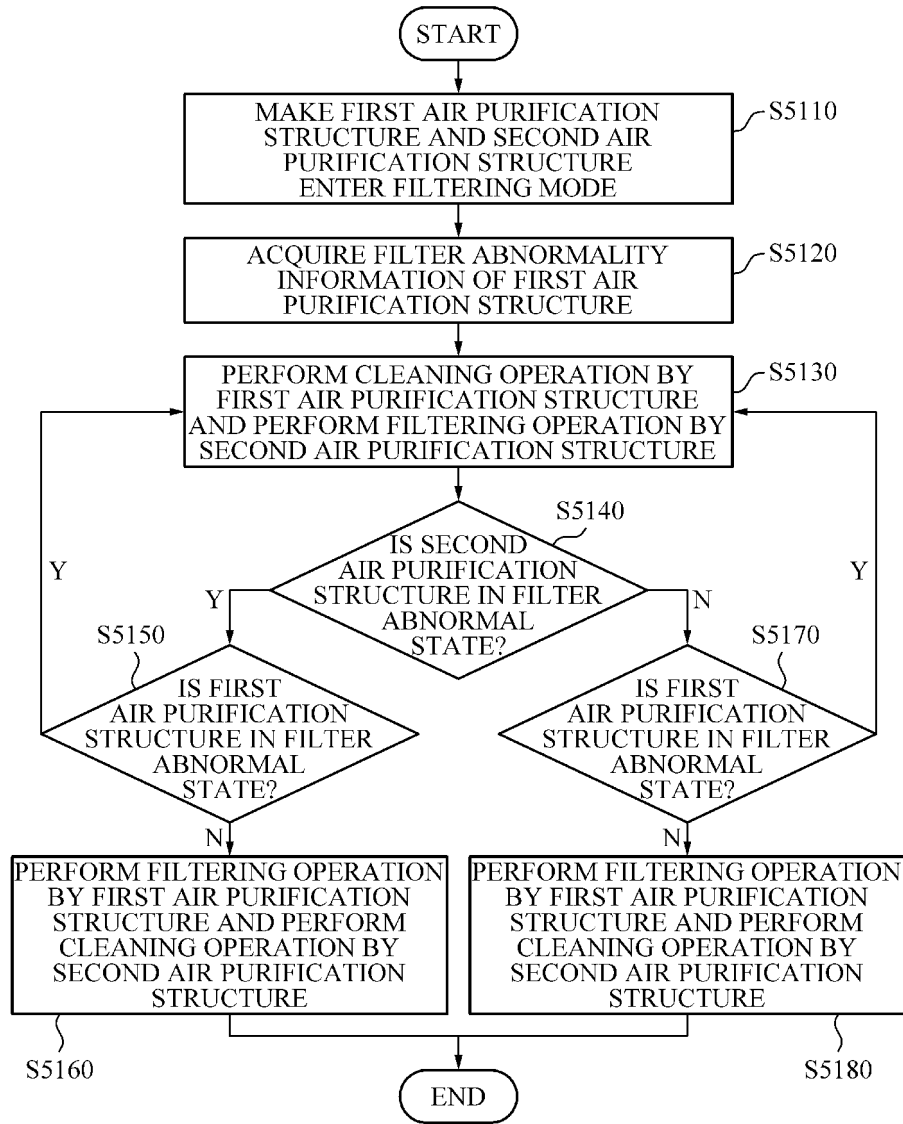 START
MAKE FIRST AIR PURIFICATION
STRUCTURE AND SECOND AIR
PURIFICATION STRUCTURE
ENTER FILTERING MODE
S5110
ACQUIRE FILTER ABNORMALITY
INFORMATION OF FIRST AIR
PURIFICATION STRUCTURE
S5120
PERFORM CLEANING OPERATION BY
FIRST AIR PURIFICATION STRUCTURE
AND PERFORM FILTERING OPERATION BY
SECOND AIR PURIFICATION STRUCTURE
S5130
IS SECOND
AIR PURIFICATION
STRUCTURE IN FILTER
ABNORMAL
STATE?
S5140
Y
N
Y
Y
S5150
IS FIRST
AIR PURIFICATION
STRUCTURE IN FILTER
ABNORMAL
STATE?
N
S5170
IS FIRST
AIR PURIFICATION
STRUCTURE IN FILTER
ABNORMAL
STATE?
N
PERFORM FILTERING OPERATION
BY FIRST AIR PURIFICATION
STRUCTURE AND PERFORM
CLEANING OPERATION BY
SECOND AIR PURIFICATION
STRUCTURE
S5160
PERFORM FILTERING OPERATION
BY FIRST AIR PURIFICATION
STRUCTURE AND PERFORM
CLEANING OPERATION BY
SECOND AIR PURIFICATION
STRUCTURE
S5180
END